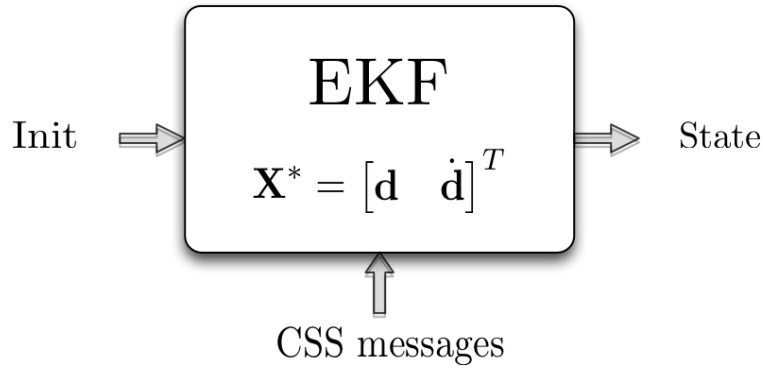 EKF
Init
State
X* = [d ḋ]ᵀ
CSS messages